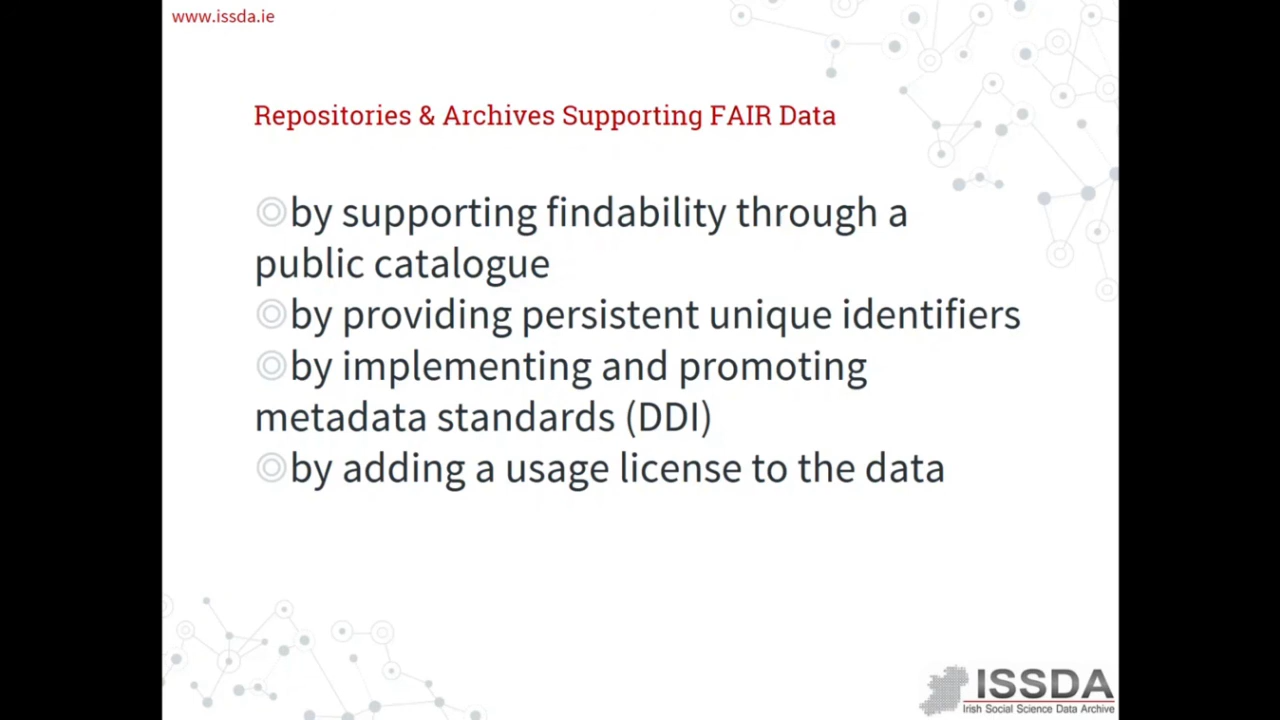 www.issda.ie
Repositories & Archives Supporting FAIR Data
by supporting findability through a
public catalogue
by providing persistent unique identifiers
by implementing and promoting
metadata standards (DDI)
by adding a usage license to the data
ISSDA
Irish Social Science Data Archive